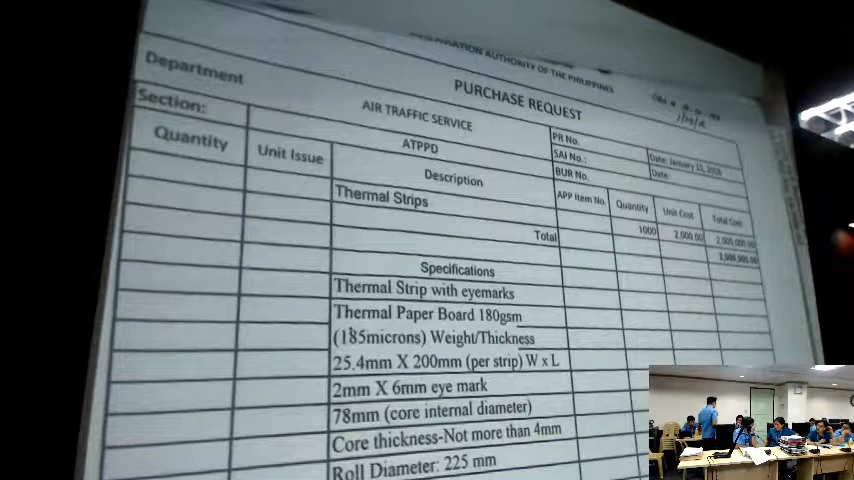 AVIATION AUTHORITY OF THE PHILIPPINES
PURCHASE REQUEST
Department AIR TRAFFIC SERVICE PR No.
Section: ATPPD SAI No.: Date: January 15, 2018
BUR No. Date:
Quantity Unit Issue Description APP Item No. Quantity Unit Cost Total Cost
Thermal Strips 1000 2,000.00 2,000,000.00
Total 2,000,000.00
Specifications
Thermal Strip with eyemarks
Thermal Paper Board 180gsm
(185microns) Weight/Thickness
25.4mm X 200mm (per strip) W x L
2mm X 6mm eye mark
78mm (core internal diameter)
Core thickness-Not more than 4mm
Roll Diameter: 225 mm